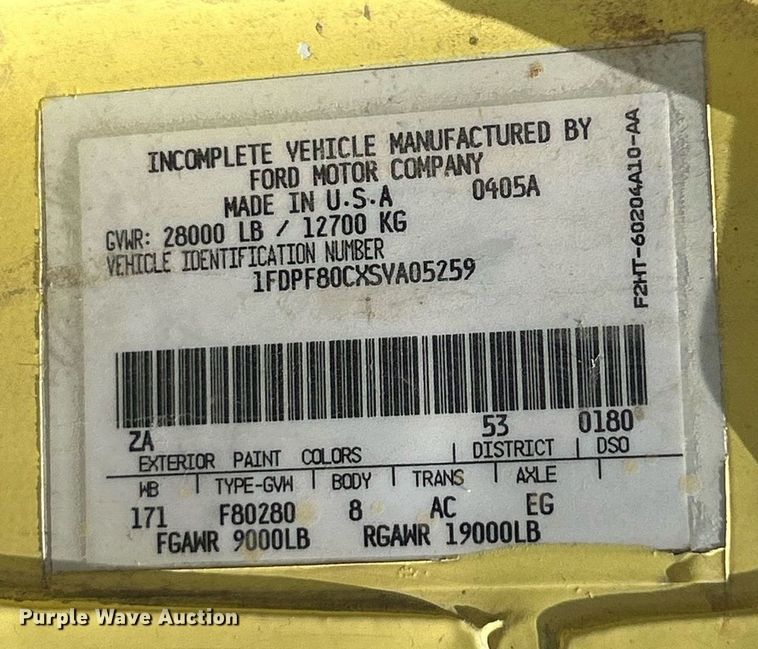 INCOMPLETE VEHICLE MANUFACTURED BY
FORD MOTOR COMPANY
MADE IN U.S.A 0405A
GVWR: 28000 LB / 12700 KG
VEHICLE IDENTIFICATION NUMBER
1FDPF80CXSVA05259
F2HT-60204A10-AA
ZA 53 0180
EXTERIOR PAINT COLORS | DISTRICT | DSO
WB | TYPE-GVW | BODY | TRANS | AXLE |
171 F80280 8 AC EG
FGAWR 9000LB RGAWR 19000LB
Purple Wave Auction